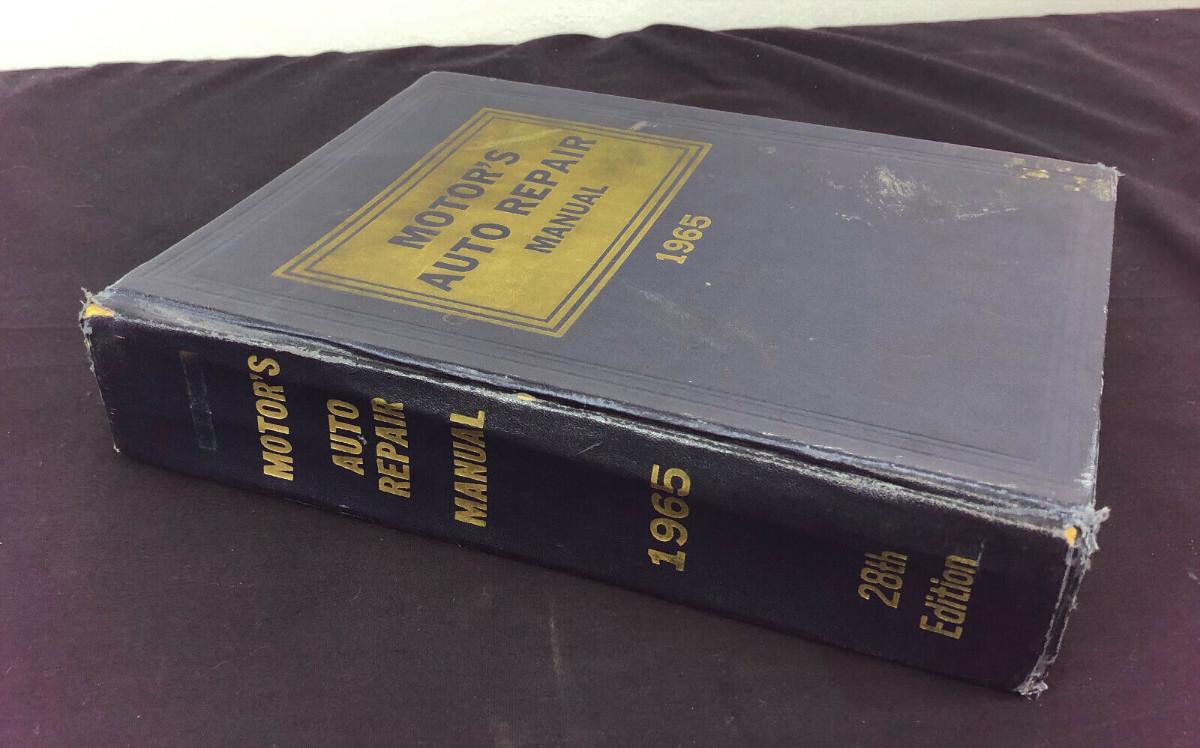 MOTOR'S
AUTO REPAIR
MANUAL
1965
MOTOR'S
AUTO
REPAIR
MANUAL
1965
28th
Edition